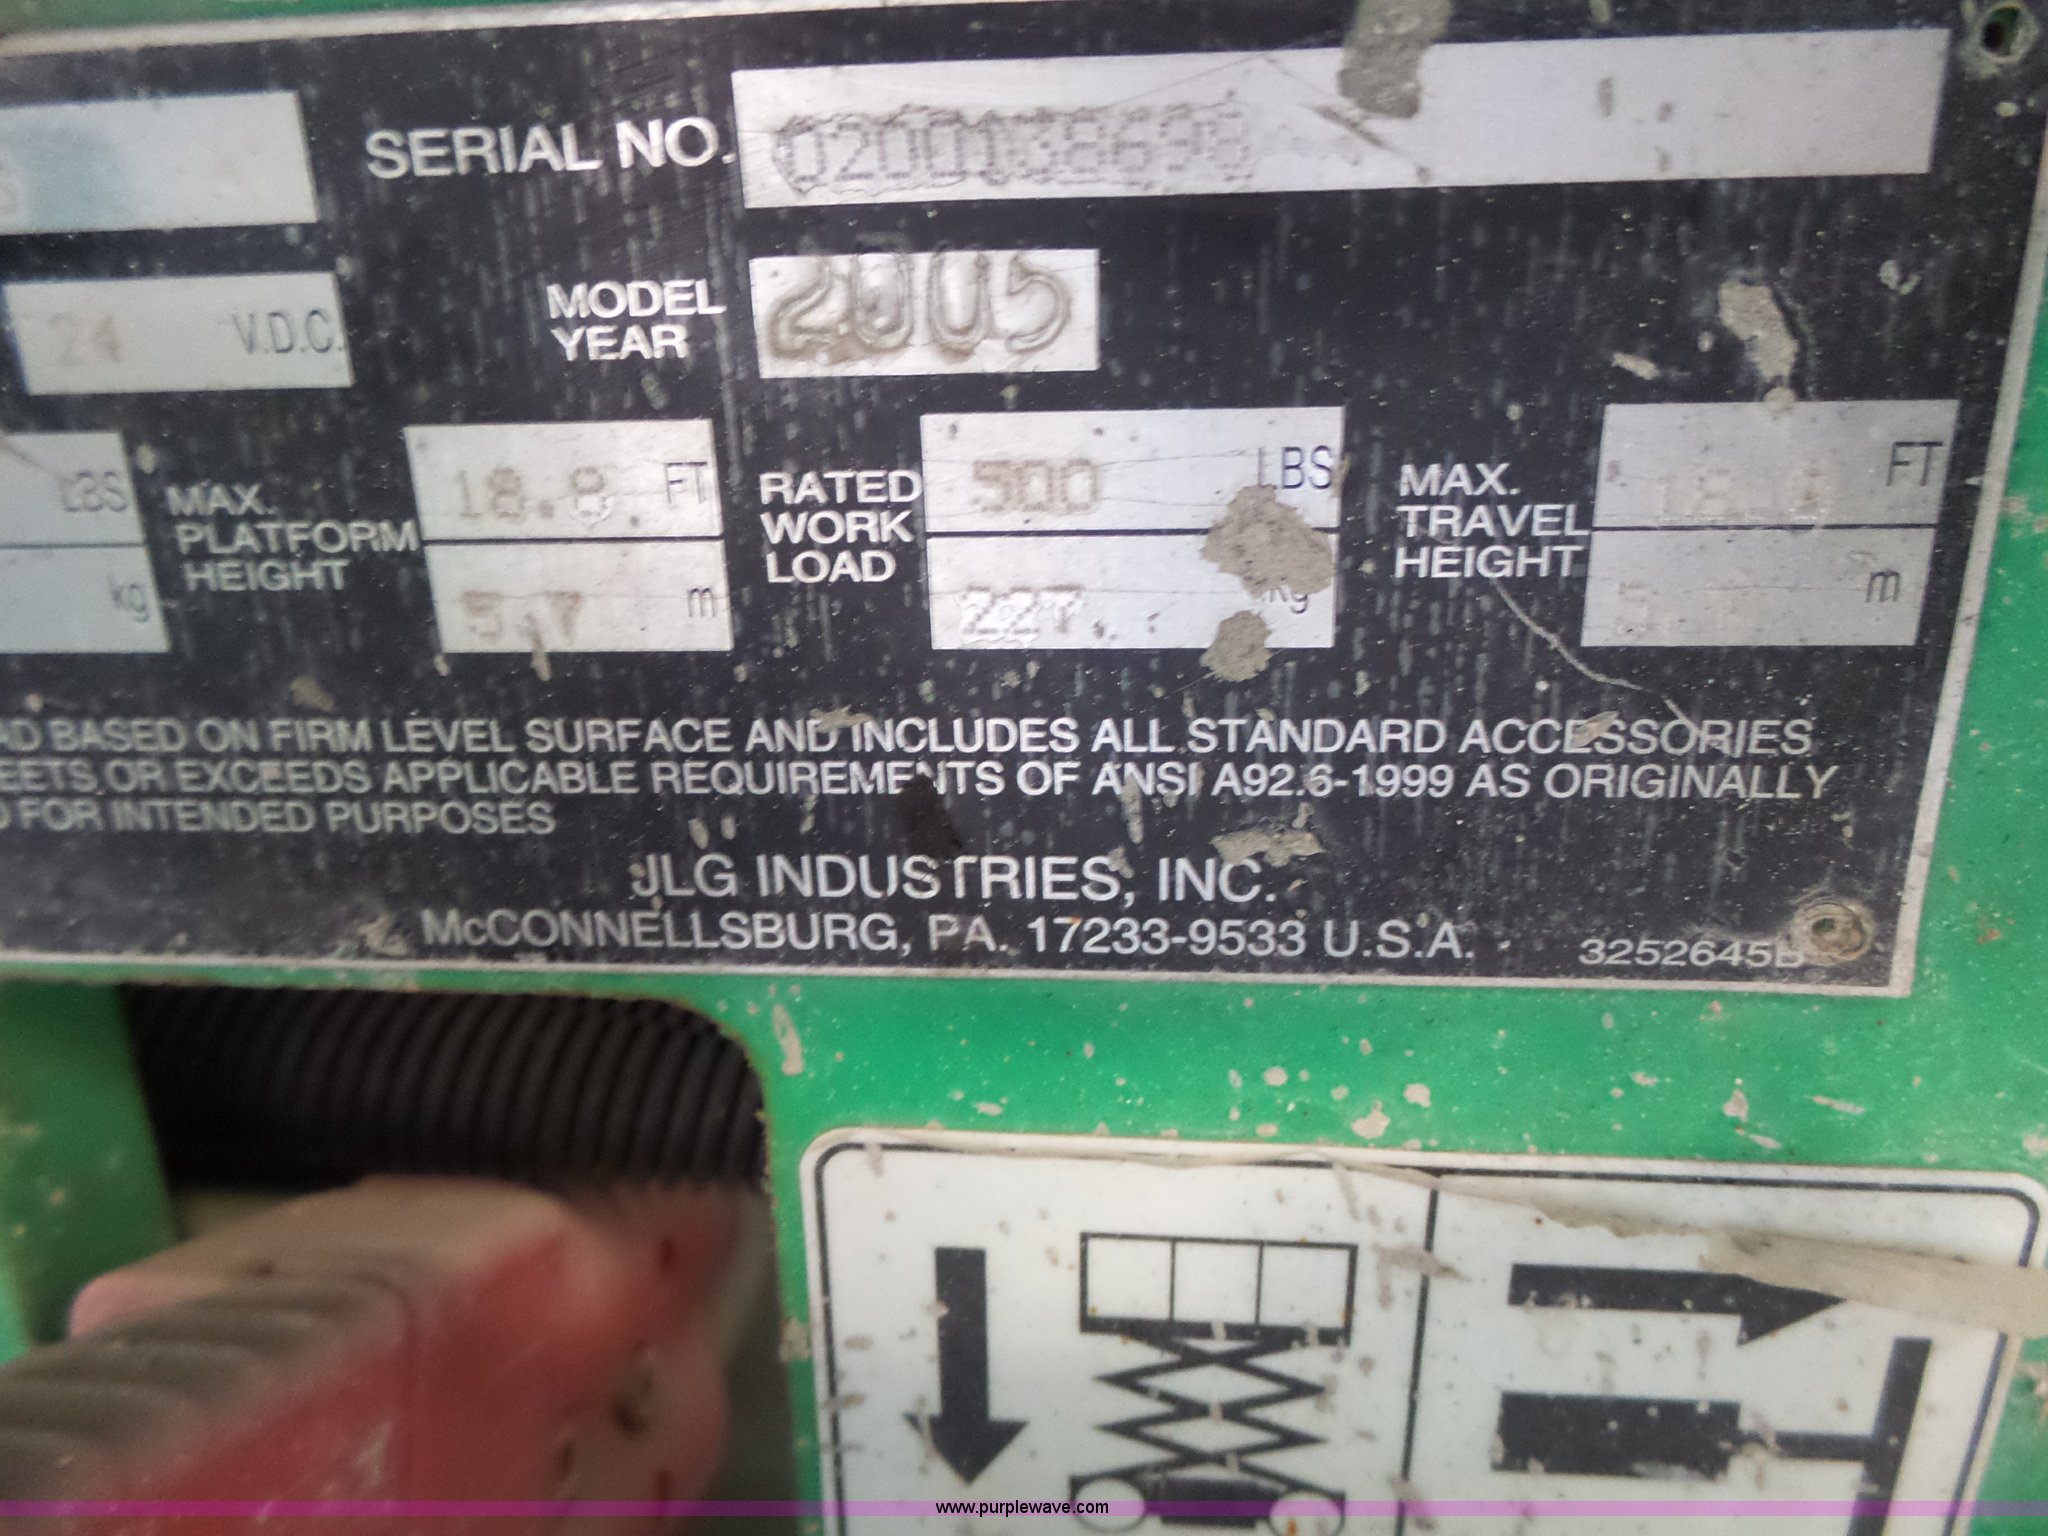 SERIAL NO. 0200138698
24 V.D.C.
MODEL YEAR 2005
LBS
kg
MAX. PLATFORM HEIGHT 18.8 FT
5.7 m
RATED WORK LOAD 500 LBS
227 kg
MAX. TRAVEL HEIGHT FT
m
BASED ON FIRM LEVEL SURFACE AND INCLUDES ALL STANDARD ACCESSORIES
OR EXCEEDS APPLICABLE REQUIREMENTS OF ANSI A92.6-1999 AS ORIGINALLY
FOR INTENDED PURPOSES
JLG INDUSTRIES, INC.
McCONNELLSBURG, PA. 17233-9533 U.S.A.
3252645B
www.purplewave.com